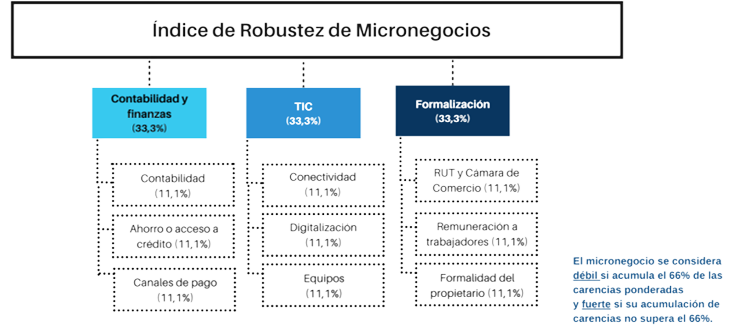 Índice de Robustez de Micronegocios
Contabilidad y
finanzas
(33,3%)
TIC
(33,3%)
Formalización
(33,3%)
Contabilidad
(11,1%)
Ahorro o acceso a
crédito (11,1%)
Canales de pago
(11,1%)
Conectividad
(11,1%)
Digitalización
(11,1%)
Equipos
(11,1%)
RUT y Cámara de
Comercio (11,1%)
Remuneración a
trabajadores (11,1%)
Formalidad del
propietario (11,1%)
El micronegocio se considera
débil si acumula el 66% de las
carencias ponderadas
y fuerte si su acumulación de
carencias no supera el 66%.